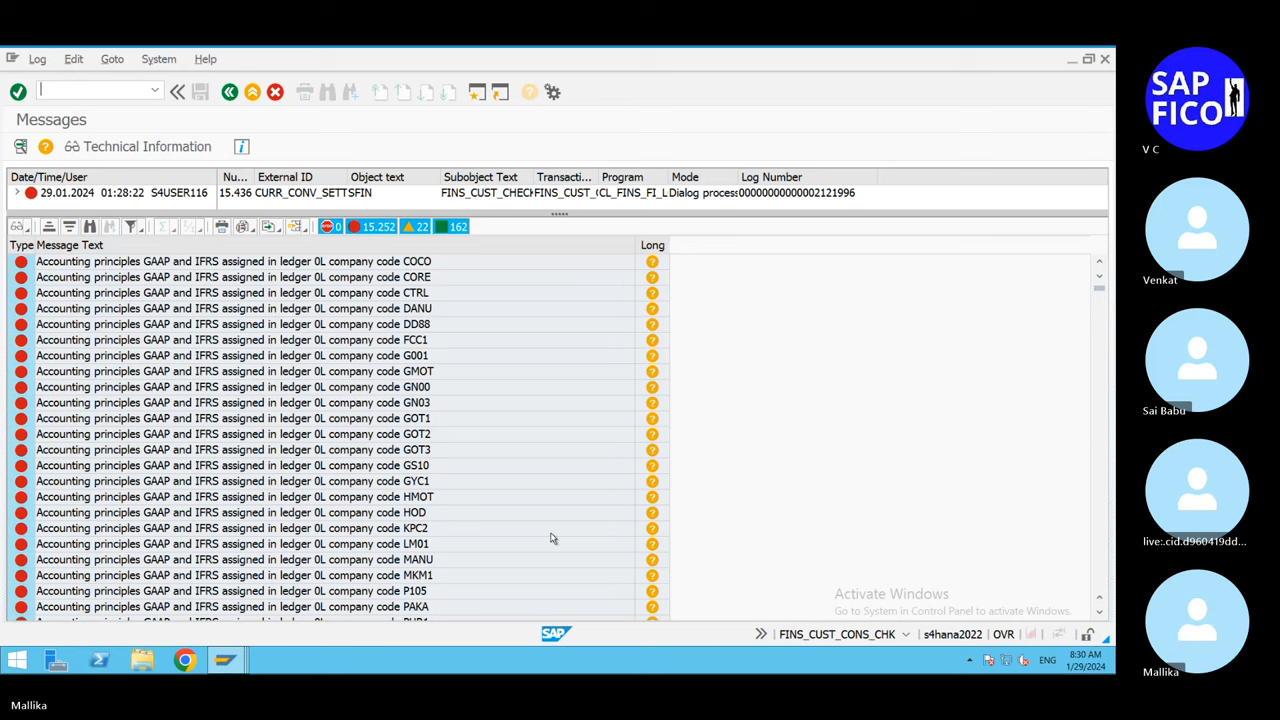 Log Edit Goto System Help
Messages
Technical Information
Date/Time/User Nu... External ID Object text Subobject Text Transacti... Program Mode Log Number
29.01.2024 01:28:22 S4USER116 15.436 CURR_CONV_SETT SFIN FINS_CUST_CHEC FINS_CUST_( CL_FINS_FI_L Dialog process 00000000000002121996
0 15.252 22 162
Type Message Text Long
Accounting principles GAAP and IFRS assigned in ledger 0L company code COCO
Accounting principles GAAP and IFRS assigned in ledger 0L company code CORE
Accounting principles GAAP and IFRS assigned in ledger 0L company code CTRL
Accounting principles GAAP and IFRS assigned in ledger 0L company code DANU
Accounting principles GAAP and IFRS assigned in ledger 0L company code DD88
Accounting principles GAAP and IFRS assigned in ledger 0L company code FCC1
Accounting principles GAAP and IFRS assigned in ledger 0L company code G001
Accounting principles GAAP and IFRS assigned in ledger 0L company code GMOT
Accounting principles GAAP and IFRS assigned in ledger 0L company code GN00
Accounting principles GAAP and IFRS assigned in ledger 0L company code GN03
Accounting principles GAAP and IFRS assigned in ledger 0L company code GOT1
Accounting principles GAAP and IFRS assigned in ledger 0L company code GOT2
Accounting principles GAAP and IFRS assigned in ledger 0L company code GOT3
Accounting principles GAAP and IFRS assigned in ledger 0L company code GS10
Accounting principles GAAP and IFRS assigned in ledger 0L company code GYC1
Accounting principles GAAP and IFRS assigned in ledger 0L company code HMOT
Accounting principles GAAP and IFRS assigned in ledger 0L company code HOD
Accounting principles GAAP and IFRS assigned in ledger 0L company code KPC2
Accounting principles GAAP and IFRS assigned in ledger 0L company code LM01
Accounting principles GAAP and IFRS assigned in ledger 0L company code MANU
Accounting principles GAAP and IFRS assigned in ledger 0L company code MKM1
Accounting principles GAAP and IFRS assigned in ledger 0L company code P105
Accounting principles GAAP and IFRS assigned in ledger 0L company code PAKA
Activate Windows
Go to System in Control Panel to activate Windows.
SAP FINS_CUST_CONS_CHK s4hana2022 OVR
ENG 8:30 AM
1/29/2024
SAP
FICO
V C
Venkat
Sai Babu
live:.cid.d960419dd...
Mallika
Mallika